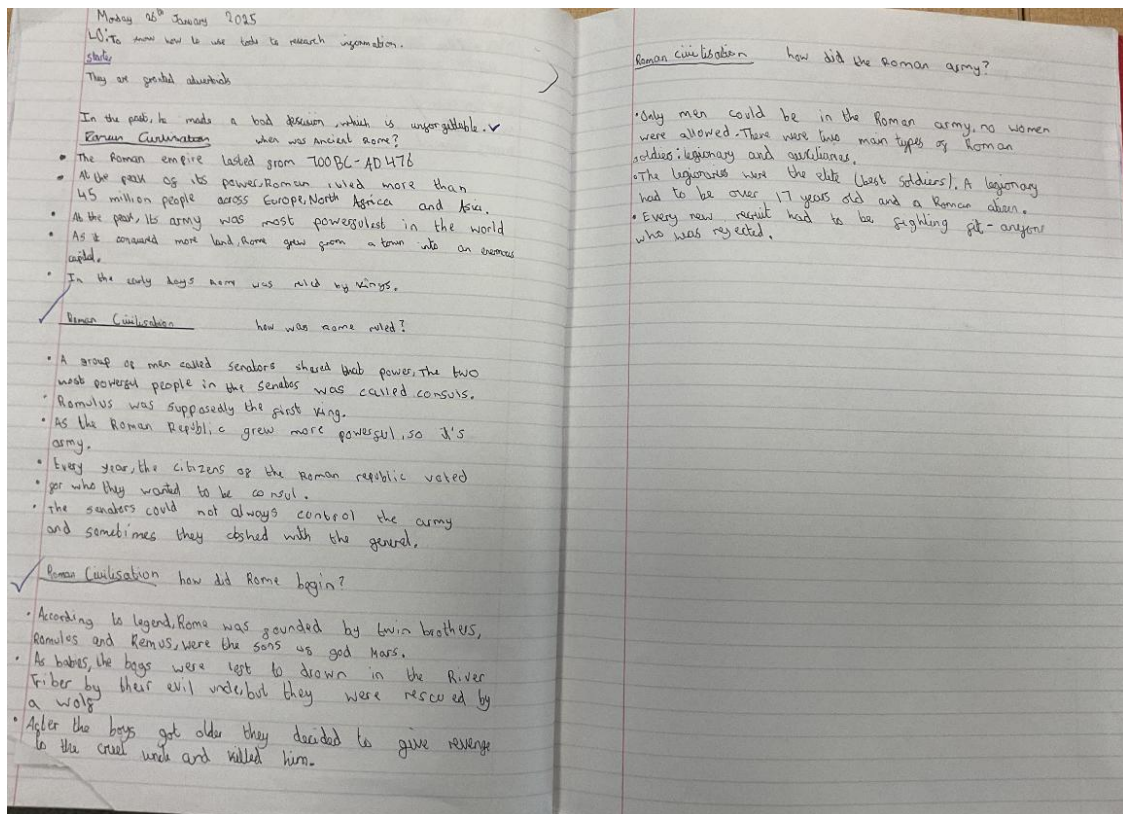 Monday 26th January 2025
LO: To know how to use tools to research information.
starter
They are fronted adverbials
In the past, he made a bad descusion, which is unforgettable.
Roman Civilisation when was Ancient Rome?
• The Roman empire lasted from 700BC-AD476
• At the peak of its power, Roman ruled more than
45 million people across Europe, North Africa and Asia.
• At the peak, its army was most powerfulest in the world
• As it conquered more land, Rome grew from a town into an enormous
capital.
• In the early days Rome was ruled by Kings.
Roman Civilisation how was Rome ruled?
• A group of men called senators shared that power, The two
most powerful people in the senatos was called consuls.
• Romulus was supposedly the first King.
• As the Roman Republic grew more powerful, so it's
army.
• Every year, the citizens of the Roman republic voted
• for who they wanted to be consul.
• the senators could not always control the army
and sometimes they clashed with the general.
Roman Civilisation how did Rome begin?
• According to legend, Rome was founded by twin brothers,
Romulus and Remus, were the sons of god Mars.
• As babies, the boys were left to drown in the River
Triber by their evil uncle, but they were rescued by
a wolf
• After the boys got older they decided to give revenge
to the cruel uncle and killed him.
Roman civilisation how did the Roman army?
• Only men could be in the Roman army, no women
were allowed. There were two main types of Roman
soldies: legionary and auxiliaries.
• The legionaries were the elite (best soldiers). A legionary
had to be over 17 years old and a Roman
• Every new recruit had to be fighting fit - anyone
who was rejected.